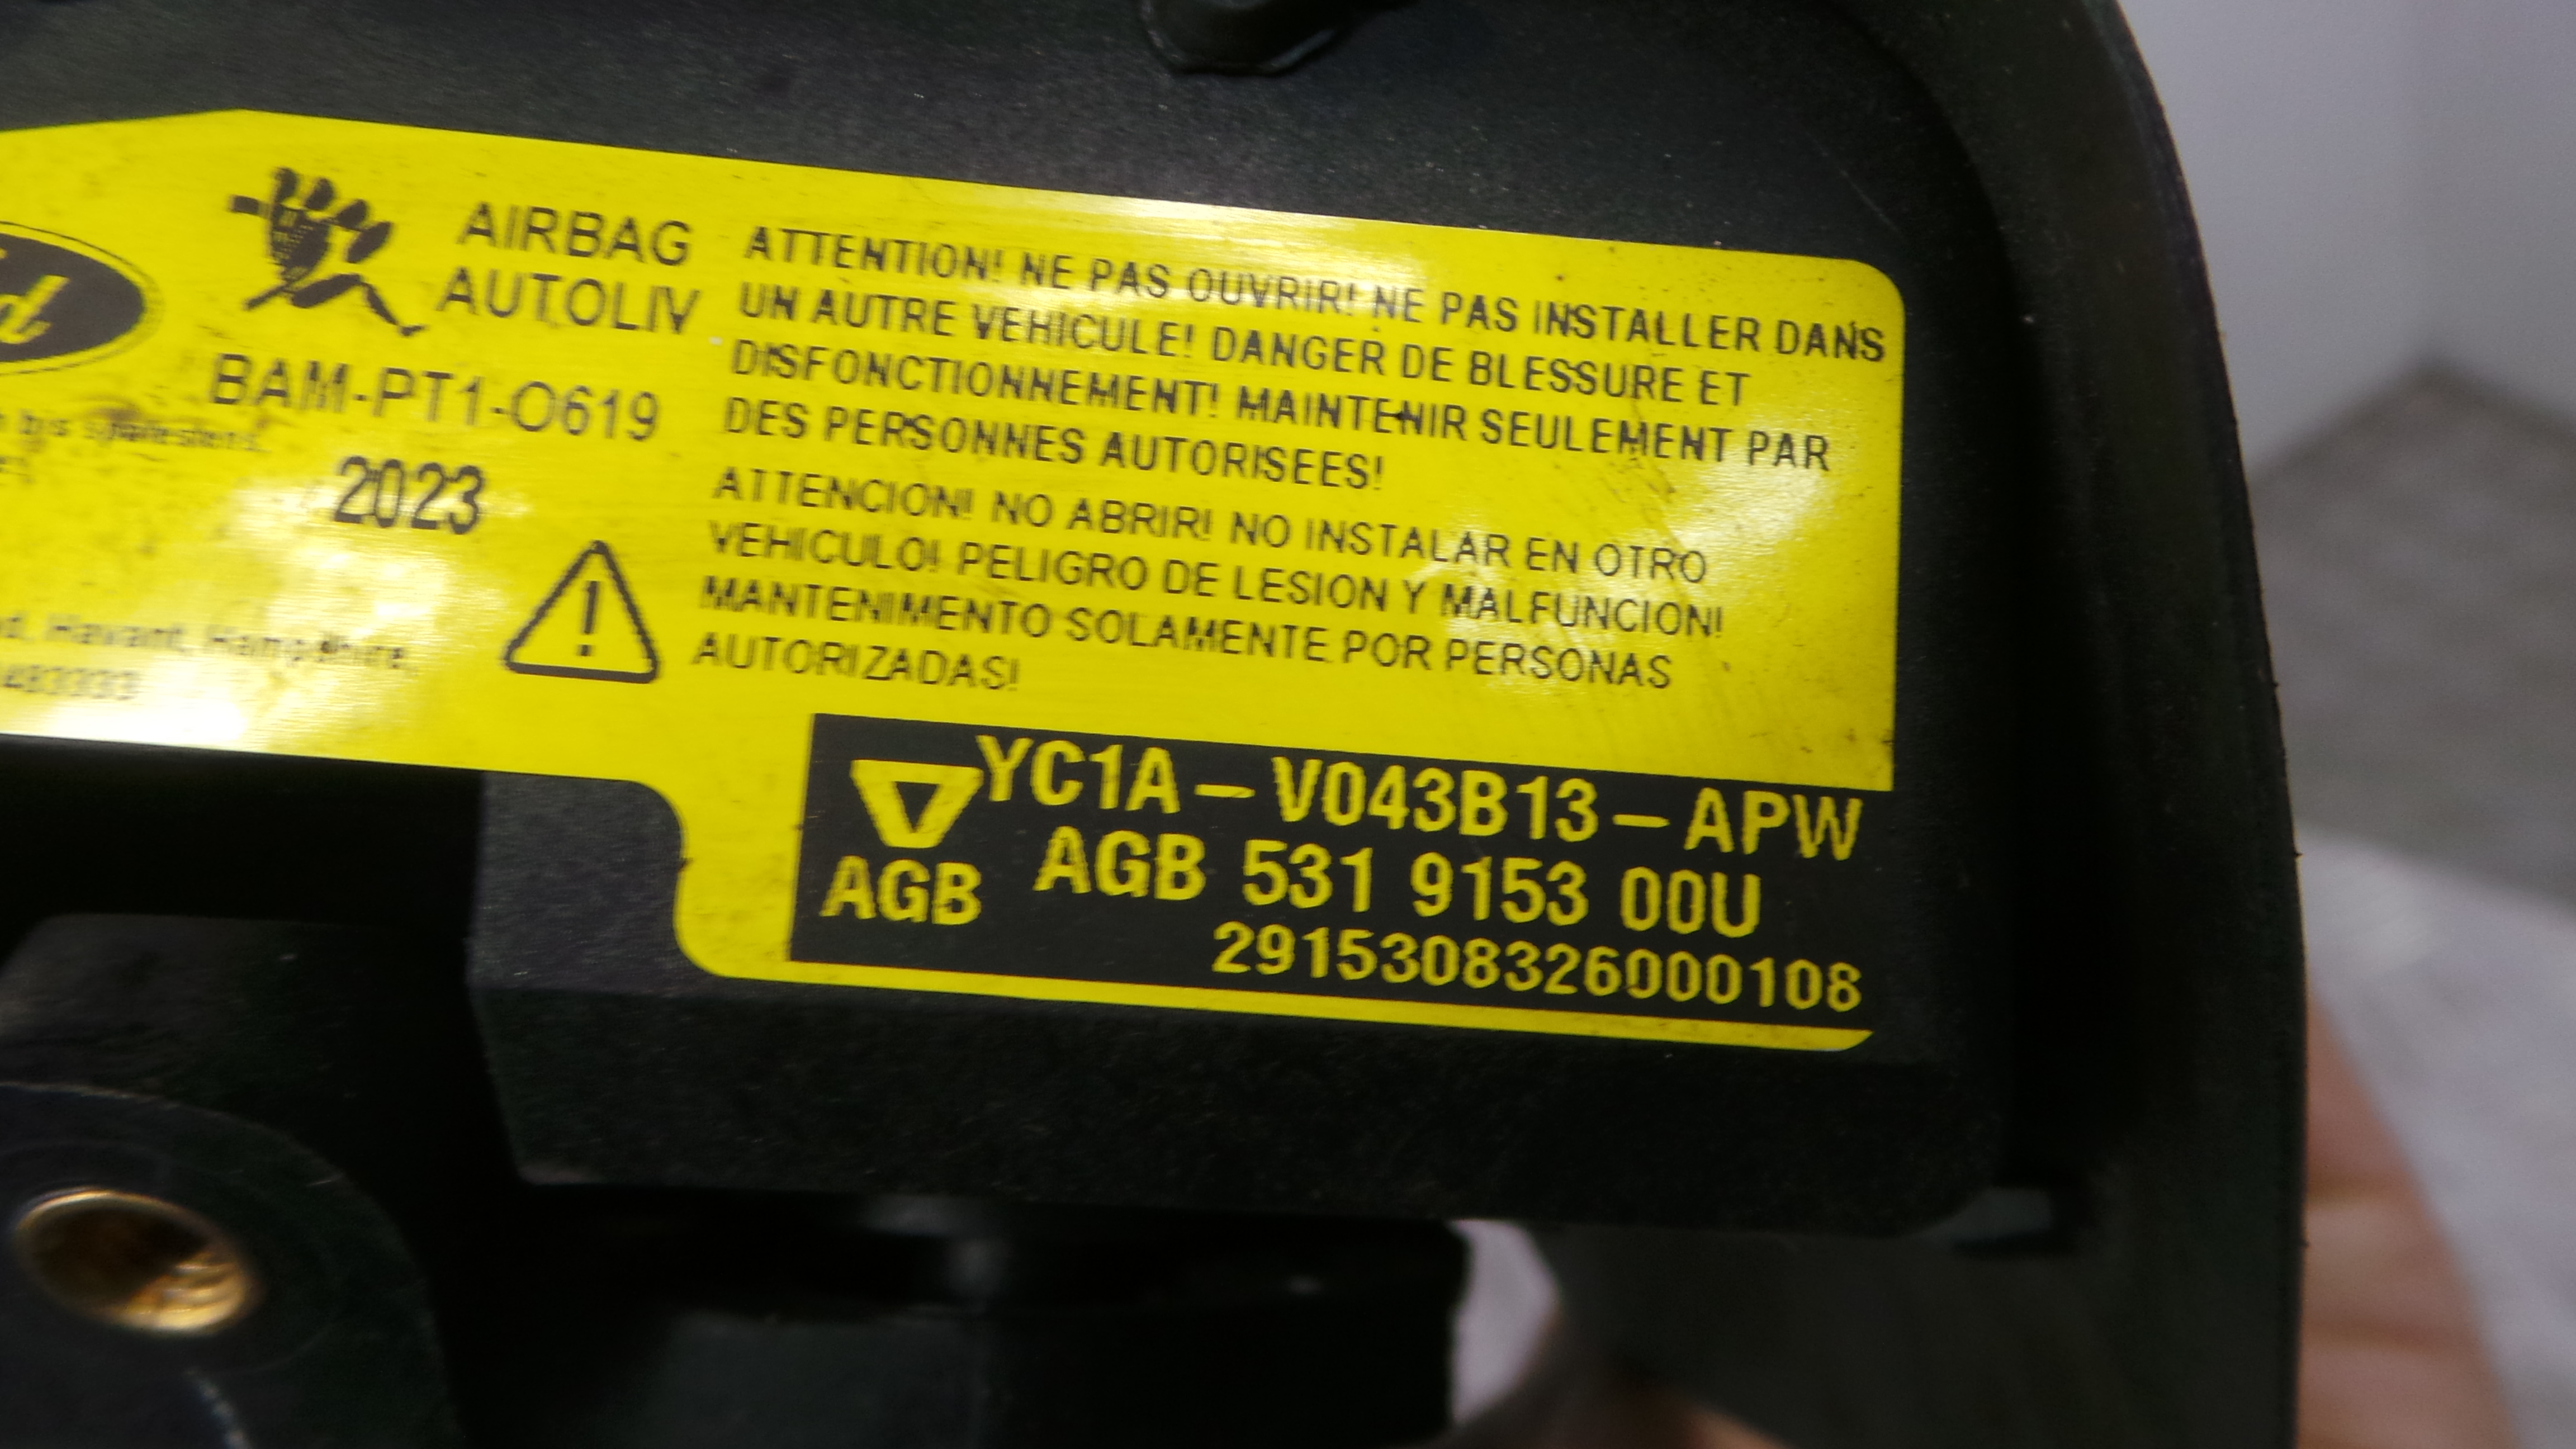 AIRBAG
AUTOLIV
BAM-PT1-O619
2023
Havant, Hampshire,
ATTENTION! NE PAS OUVRIR! NE PAS INSTALLER DANS
UN AUTRE VEHICULE! DANGER DE BLESSURE ET
DISFONCTIONNEMENT! MAINTENIR SEULEMENT PAR
DES PERSONNES AUTORISEES!
ATTENCION! NO ABRIR! NO INSTALAR EN OTRO
VEHICULO! PELIGRO DE LESION Y MALFUNCION!
MANTENIMENTO SOLAMENTE POR PERSONAS
AUTORIZADAS!
YC1A-V043B13-APW
AGB AGB 531 9153 00U
2915308326000108